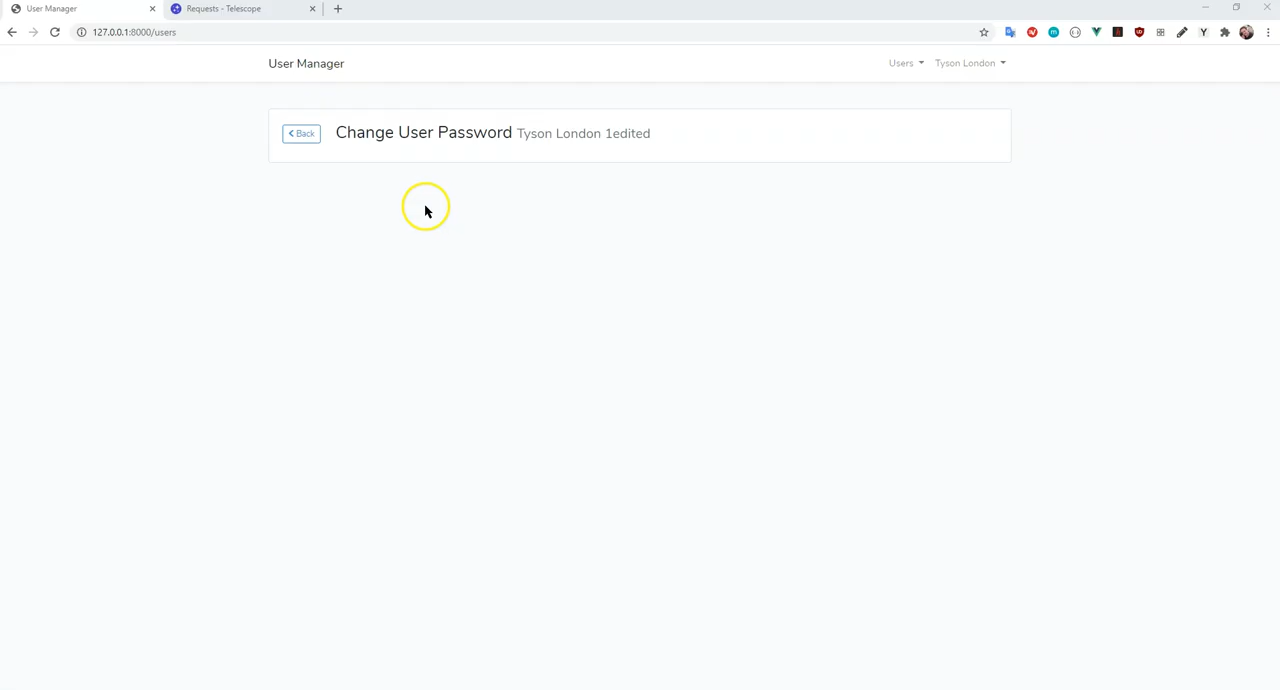 User Manager
Requests - Telescope
127.0.0.1:8000/users
User Manager
Users
Tyson London
Back
Change User Password Tyson London 1edited